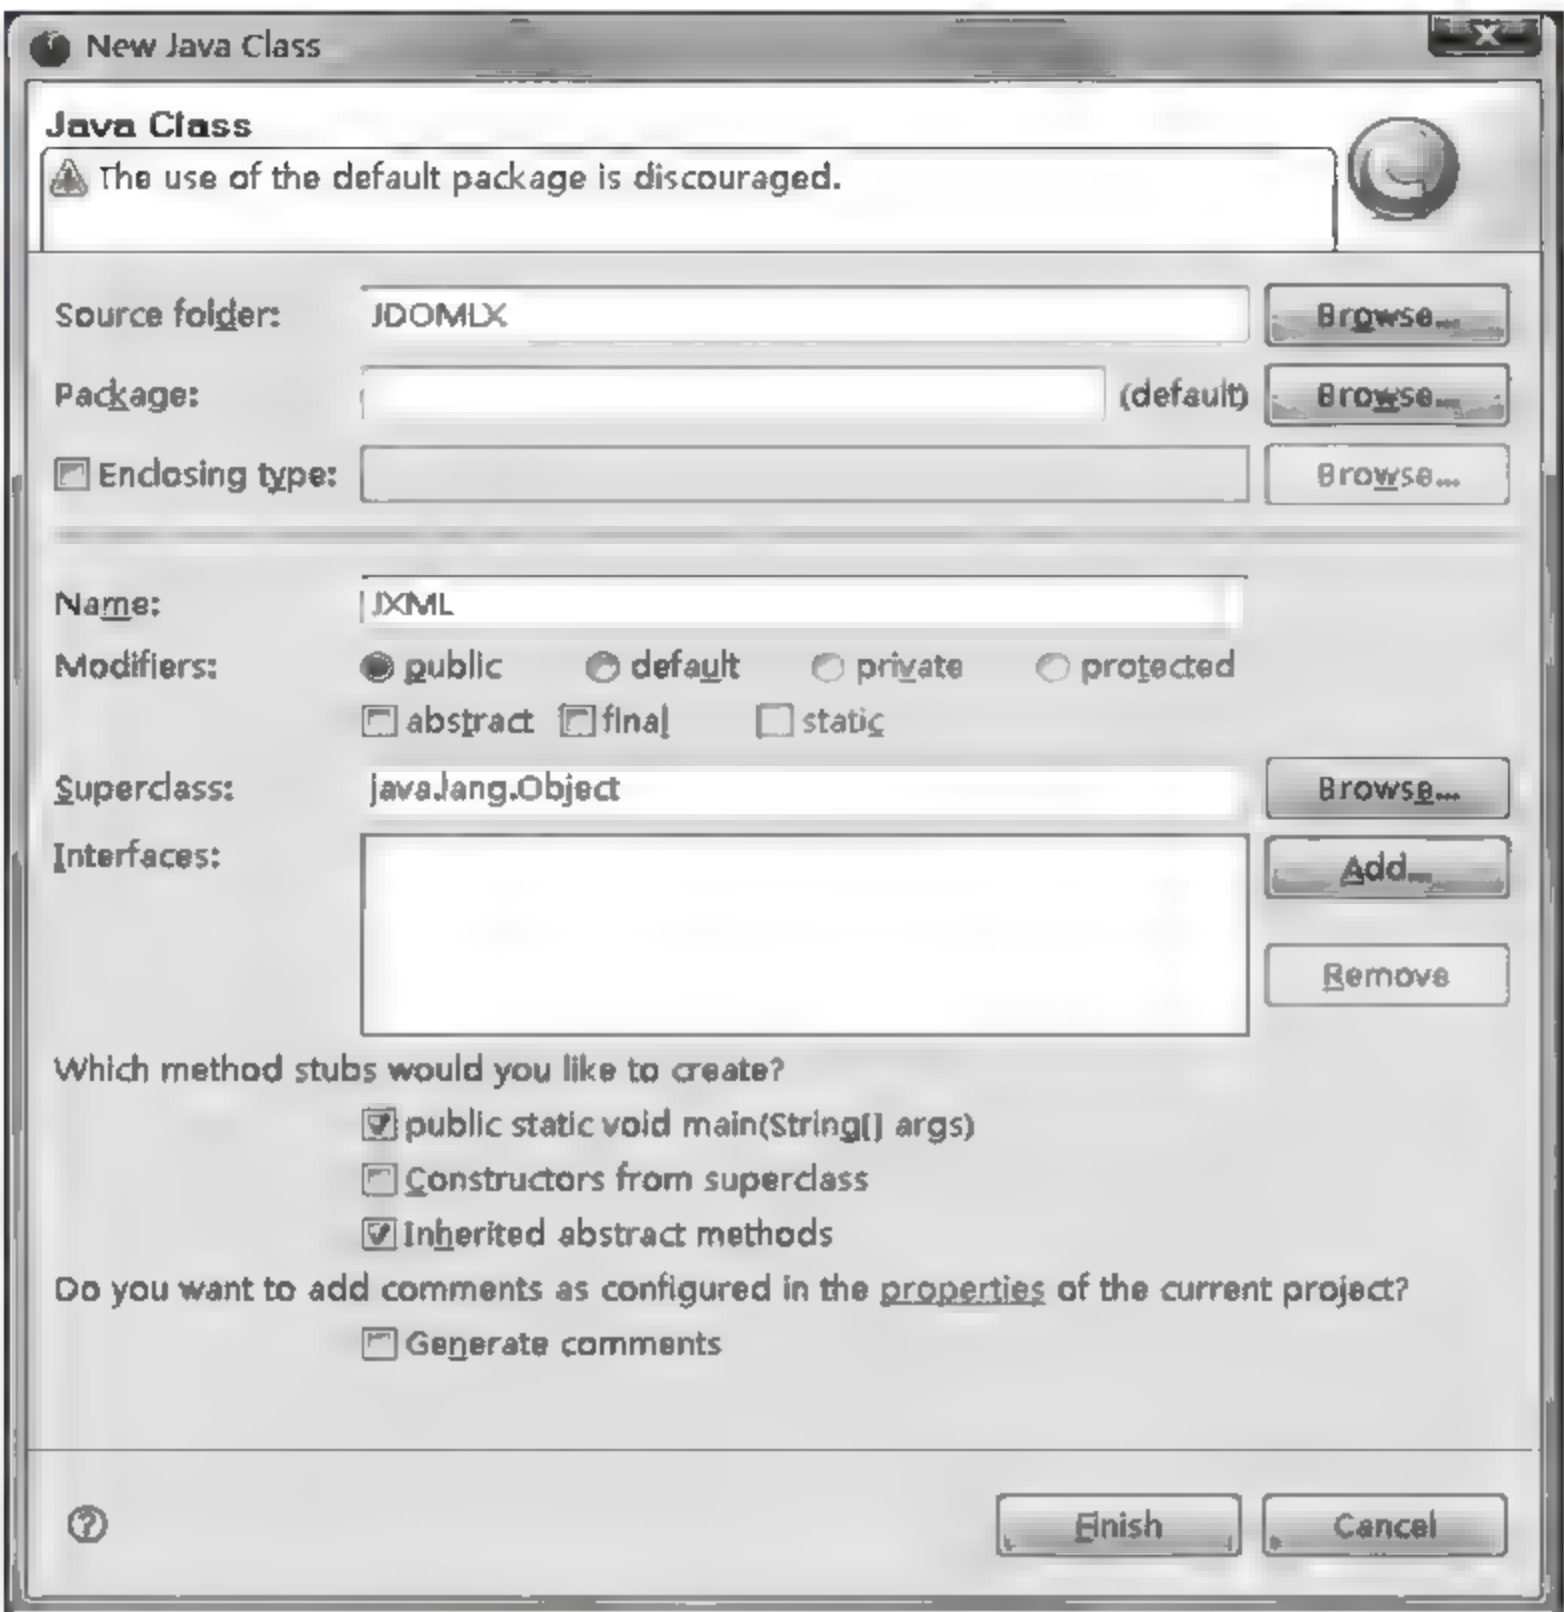 New Java Class
X
Java Class
The use of the default package is discouraged.
Source folder: JDOMLX Browse...
Package: (default) Browse...
Enclosing type: Browse...
Name: JXML
Modifiers: public default private protected
abstract final static
Superclass: java.lang.Object Browse...
Interfaces: Add...
Remove
Which method stubs would you like to create?
public static void main(String[] args)
Constructors from superclass
Inherited abstract methods
Do you want to add comments as configured in the properties of the current project?
Generate comments
? Finish Cancel